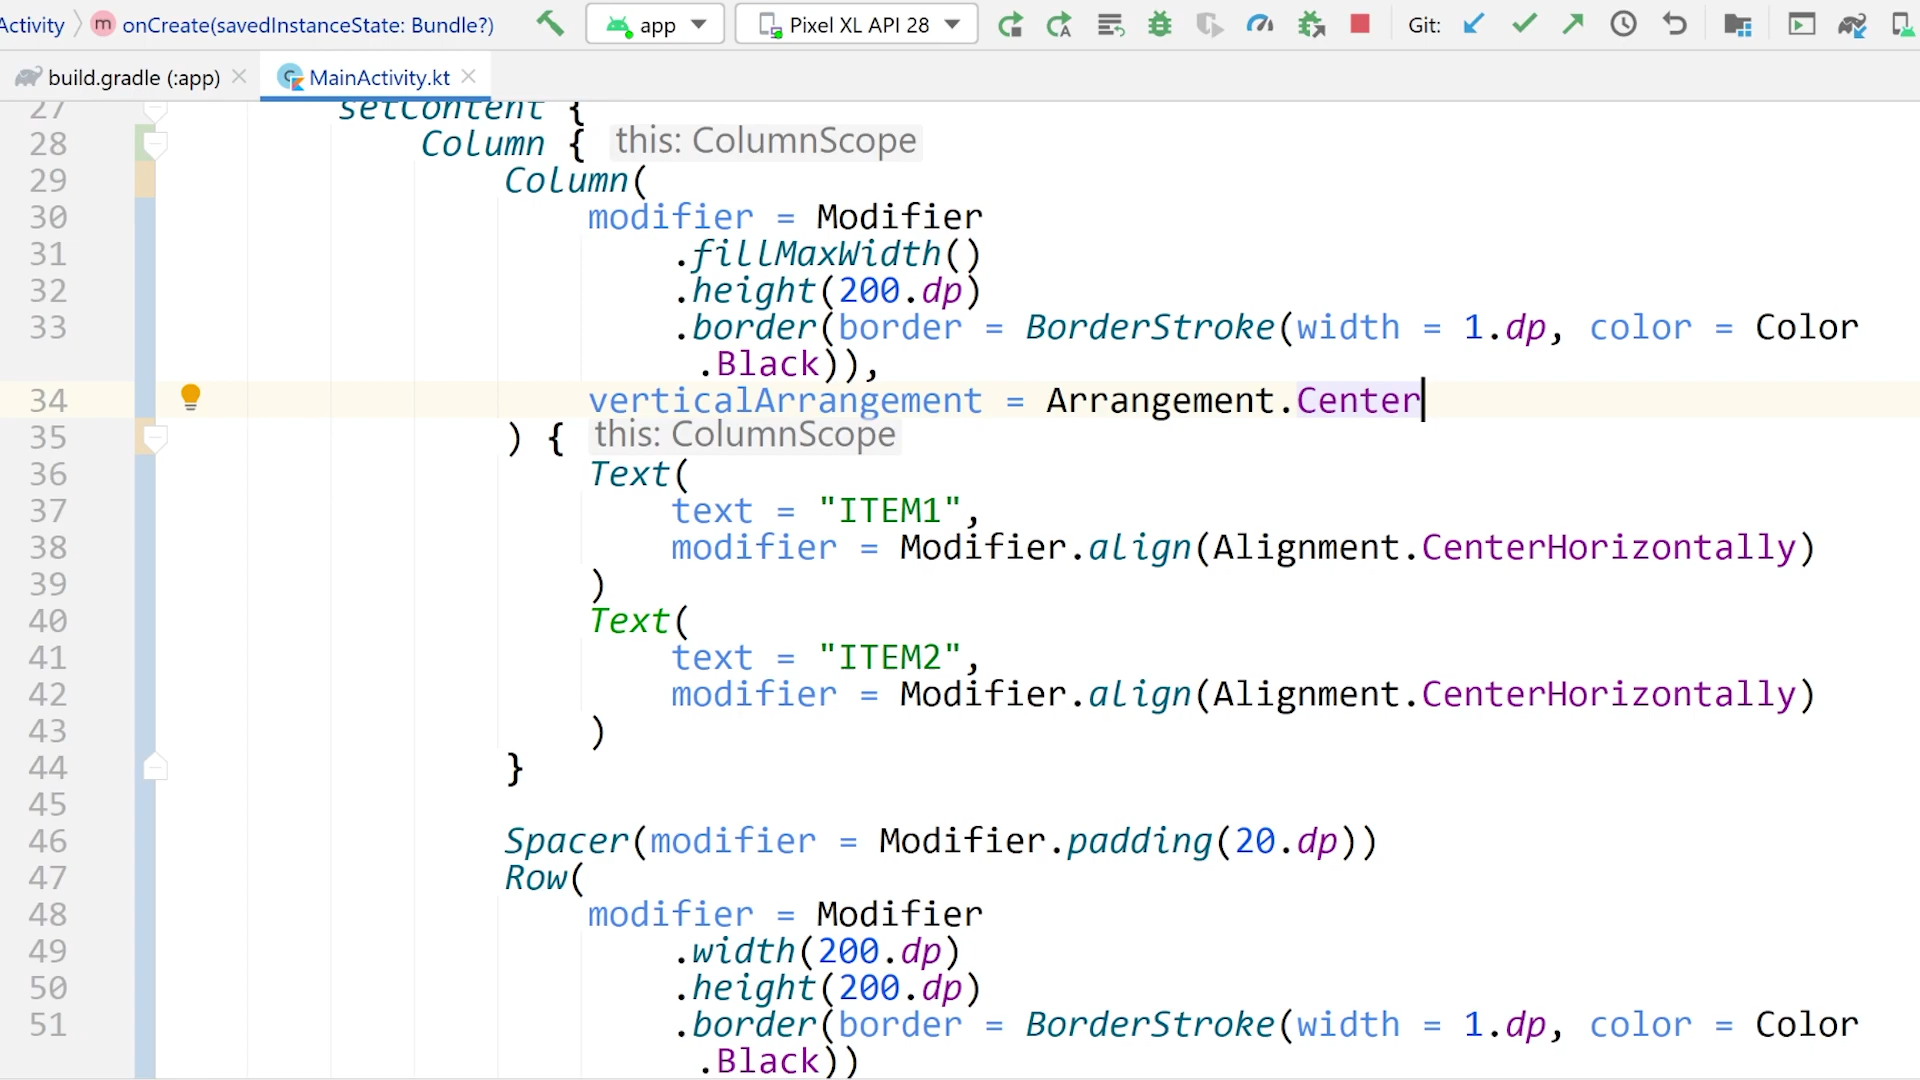 Activity onCreate(savedInstanceState: Bundle?) app Pixel XL API 28 Git:
build.gradle (:app) MainActivity.kt
27 setContent {
28 Column { this: ColumnScope
29 Column(
30 modifier = Modifier
31 .fillMaxWidth()
32 .height(200.dp)
33 .border(border = BorderStroke(width = 1.dp, color = Color
.Black)),
34 verticalArrangement = Arrangement.Center
35 ) { this: ColumnScope
36 Text(
37 text = "ITEM1",
38 modifier = Modifier.align(Alignment.CenterHorizontally)
39 )
40 Text(
41 text = "ITEM2",
42 modifier = Modifier.align(Alignment.CenterHorizontally)
43 )
44 }
45
46 Spacer(modifier = Modifier.padding(20.dp))
47 Row(
48 modifier = Modifier
49 .width(200.dp)
50 .height(200.dp)
51 .border(border = BorderStroke(width = 1.dp, color = Color
.Black))